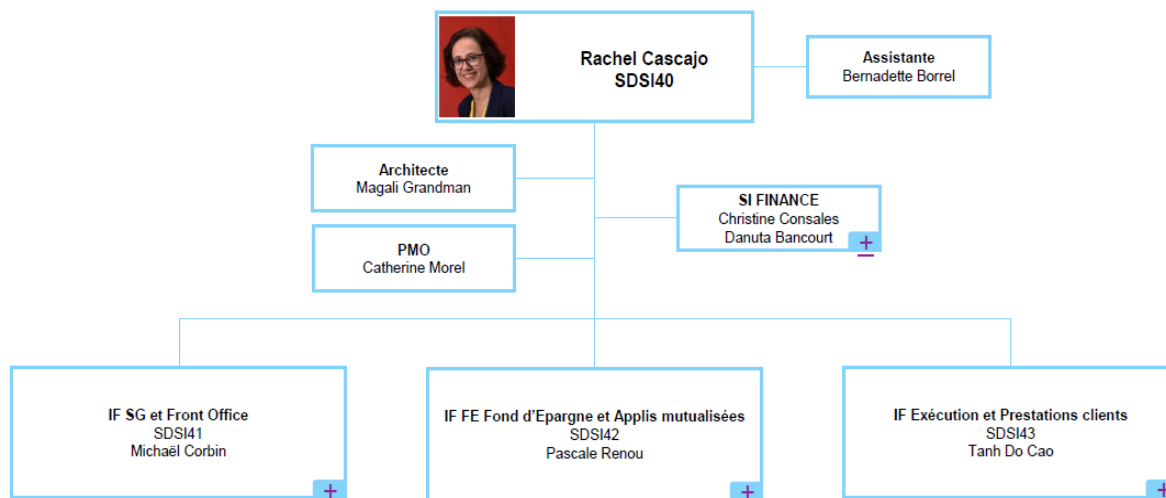 Rachel Cascajo
SDSI40
Assistante
Bernadette Borrel
Architecte
Magali Grandman
SI FINANCE
Christine Consales
Danuta Bancourt
+
PMO
Catherine Morel
IF SG et Front Office
SDSI41
Michaël Corbin
+
IF FE Fond d'Epargne et Applis mutualisées
SDSI42
Pascale Renou
+
IF Exécution et Prestations clients
SDSI43
Tanh Do Cao
+